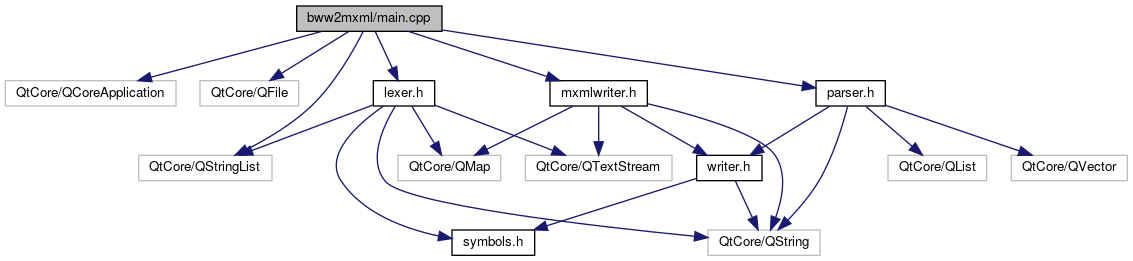 bww2mxml/main.cpp
QtCore/QCoreApplication
QtCore/QFile
lexer.h
mxmlwriter.h
parser.h
QtCore/QStringList
QtCore/QMap
QtCore/QTextStream
writer.h
QtCore/QList
QtCore/QVector
symbols.h
QtCore/QString